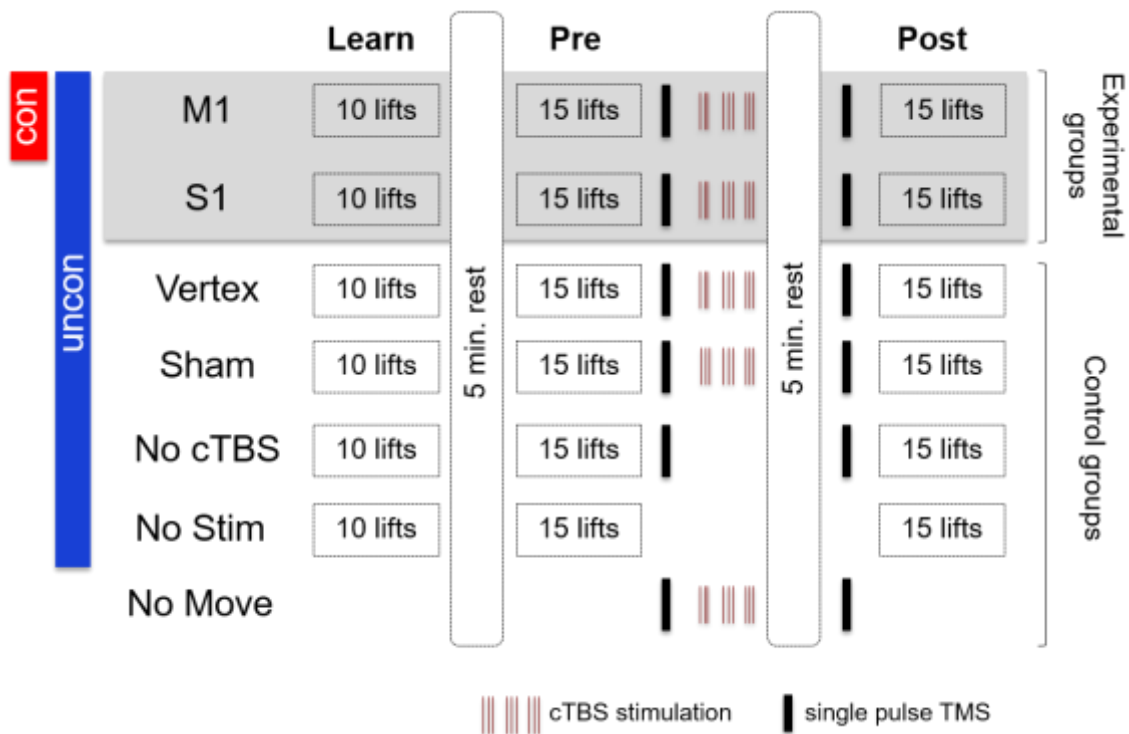 Learn Pre Post
con
uncon
M1 10 lifts 15 lifts 15 lifts
S1 10 lifts 15 lifts 15 lifts
Vertex 10 lifts 15 lifts 15 lifts
Sham 10 lifts 15 lifts 15 lifts
No cTBS 10 lifts 15 lifts 15 lifts
No Stim 10 lifts 15 lifts 15 lifts
No Move
5 min. rest
5 min. rest
Experimental
groups
Control groups
cTBS stimulation single pulse TMS